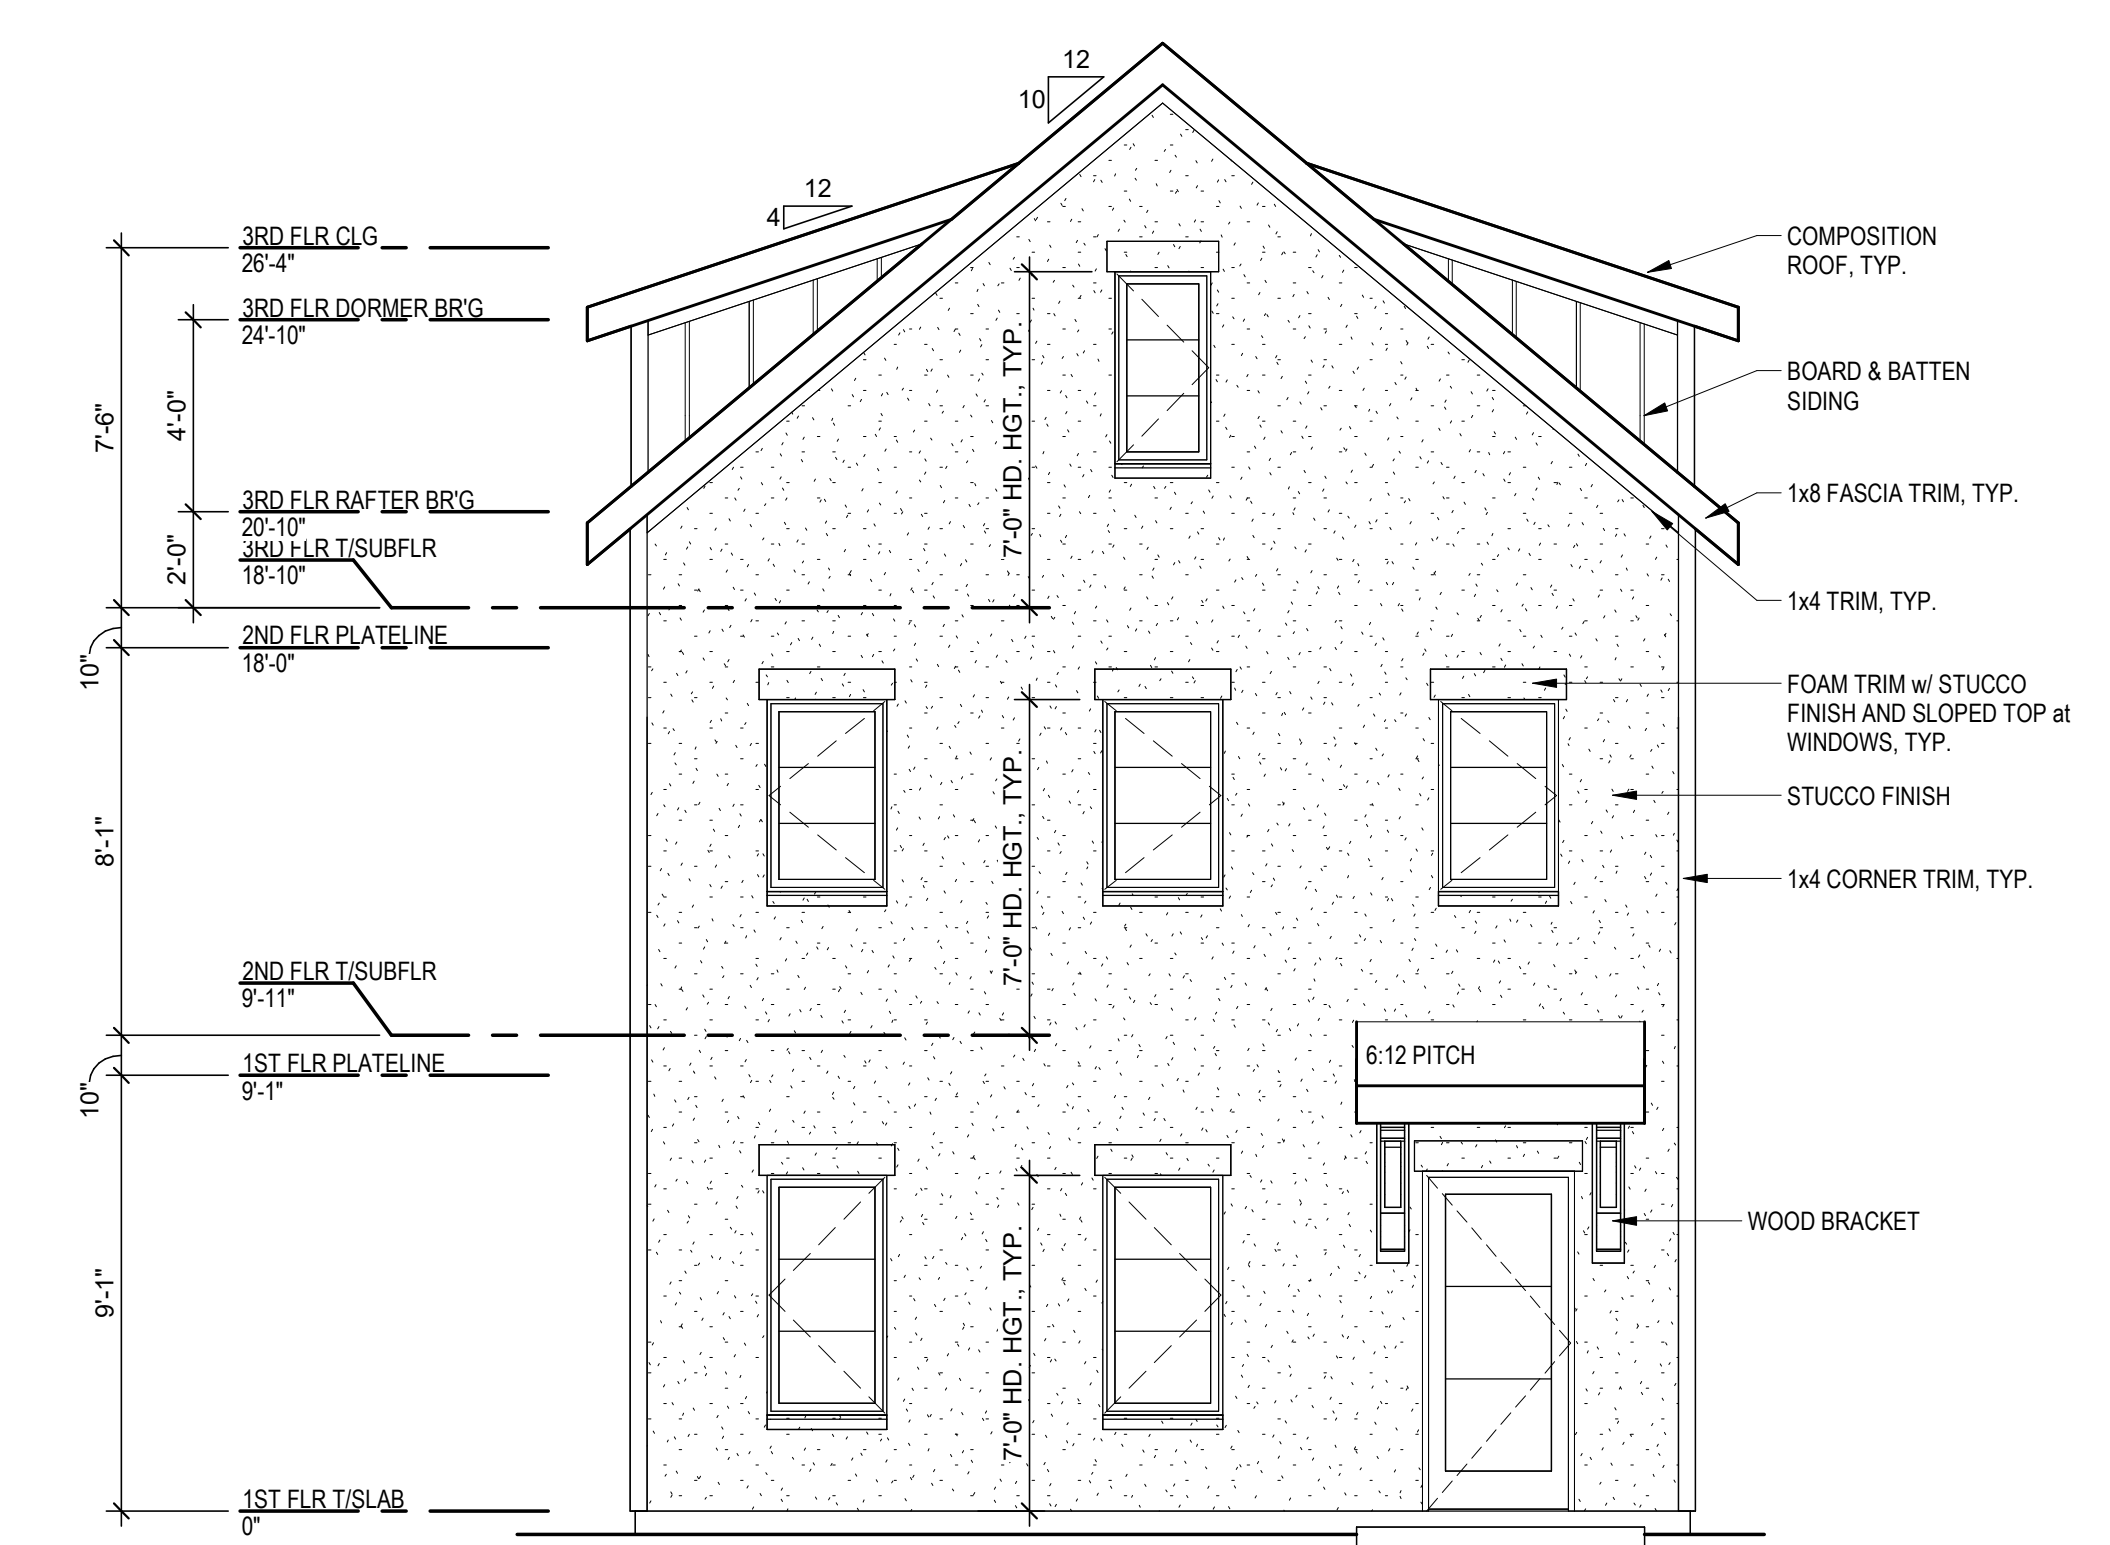 12
10
12
4
3RD FLR CLG
26'-4"
3RD FLR DORMER BR'G
24'-10"
3RD FLR RAFTER BR'G
20'-10"
3RD FLR T/SUBFLR
18'-10"
2ND FLR PLATELINE
18'-0"
2ND FLR T/SUBFLR
9'-11"
1ST FLR PLATELINE
9'-1"
1ST FLR T/SLAB
0"
7'-6"
4'-0"
2'-0"
10"
8'-1"
10"
9'-1"
7'-0" HD. HGT., TYP.
7'-0" HD. HGT., TYP.
7'-0" HD. HGT., TYP.
6:12 PITCH
COMPOSITION
ROOF, TYP.
BOARD & BATTEN
SIDING
1x8 FASCIA TRIM, TYP.
1x4 TRIM, TYP.
FOAM TRIM w/ STUCCO
FINISH AND SLOPED TOP at
WINDOWS, TYP.
STUCCO FINISH
1x4 CORNER TRIM, TYP.
WOOD BRACKET